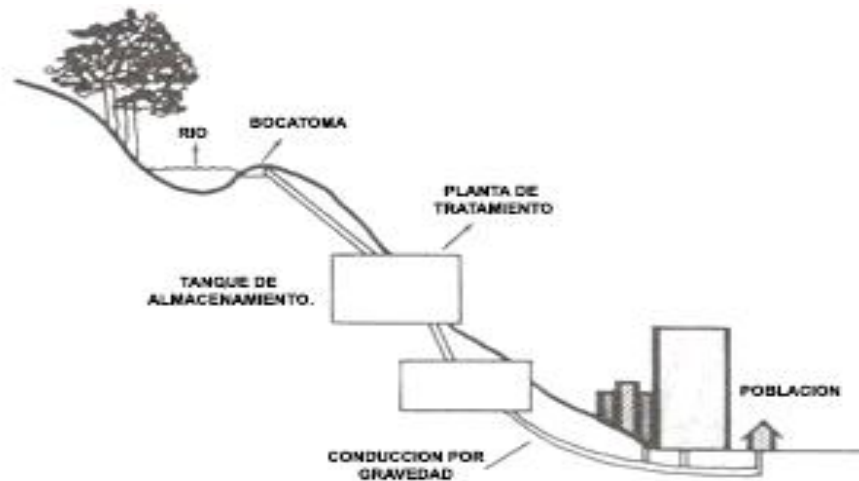 RIO
BOCATOMA
PLANTA DE
TRATAMIENTO
TANQUE DE
ALMACENAMIENTO.
POBLACION
CONDUCCION POR
GRAVEDAD